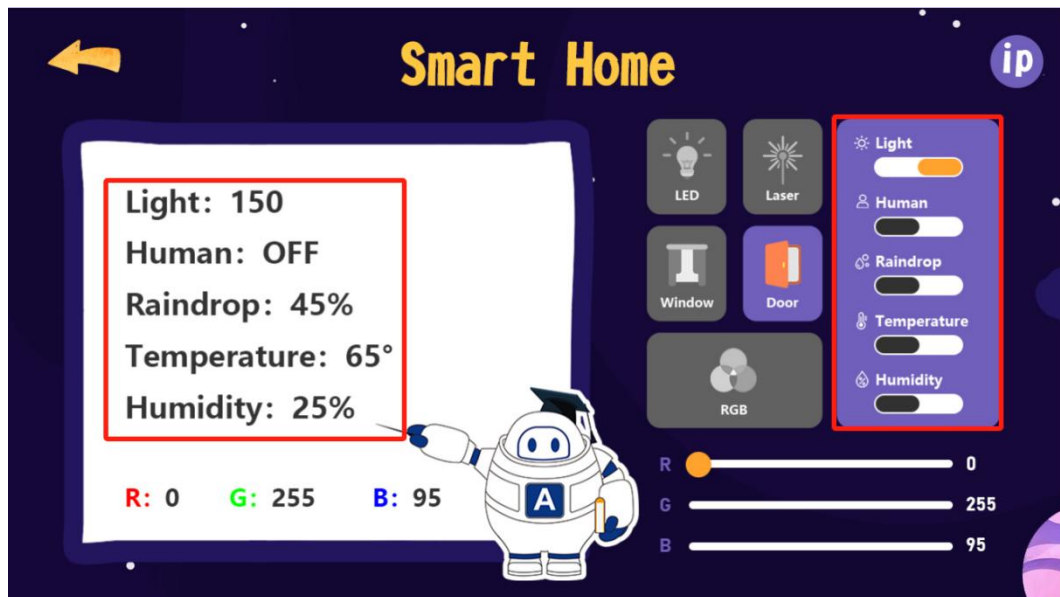 Smart Home
ip
Light: 150
Human: OFF
Raindrop: 45%
Temperature: 65°
Humidity: 25%
R: 0 G: 255 B: 95
A
LED
Laser
Window
Door
RGB
Light
Human
Raindrop
Temperature
Humidity
R 0
G 255
B 95